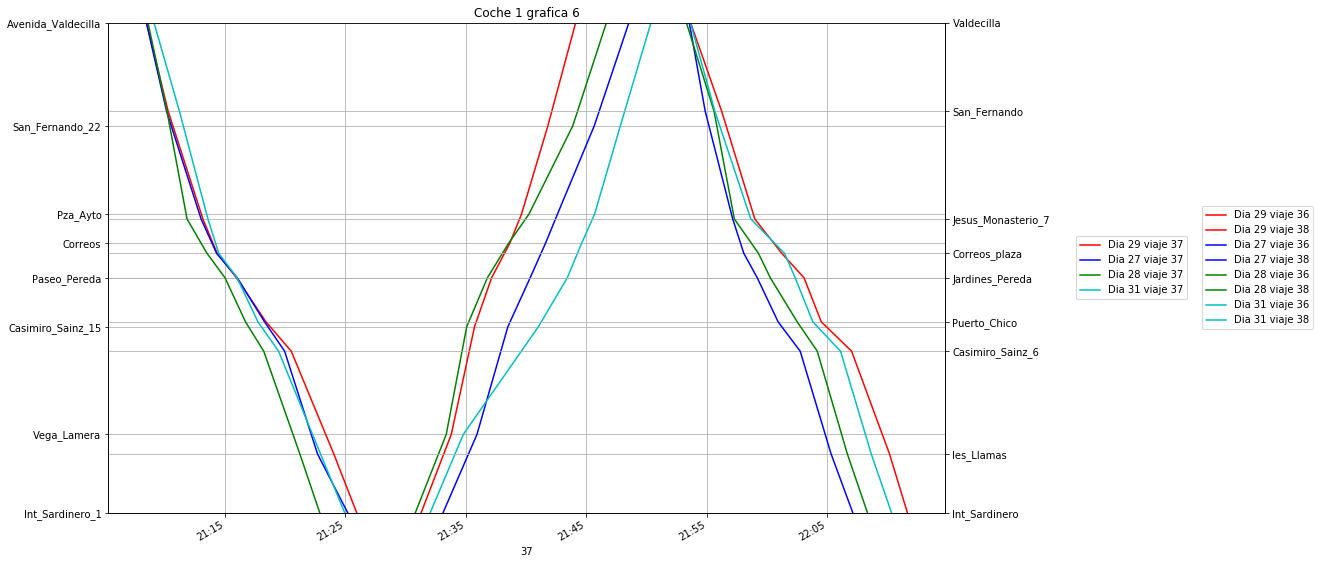 Coche 1 grafica 6
Avenida_Valdecilla
San_Fernando_22
Pza_Ayto
Correos
Paseo_Pereda
Casimiro_Sainz_15
Vega_Lamera
Int_Sardinero_1
Valdecilla
San_Fernando
Jesus_Monasterio_7
Correos_plaza
Jardines_Pereda
Puerto_Chico
Casimiro_Sainz_6
Ies_Llamas
Int_Sardinero
21:15
21:25
21:35
21:45
21:55
22:05
37
Dia 29 viaje 37
Dia 27 viaje 37
Dia 28 viaje 37
Dia 31 viaje 37
Dia 29 viaje 36
Dia 29 viaje 38
Dia 27 viaje 36
Dia 27 viaje 38
Dia 28 viaje 36
Dia 28 viaje 38
Dia 31 viaje 36
Dia 31 viaje 38